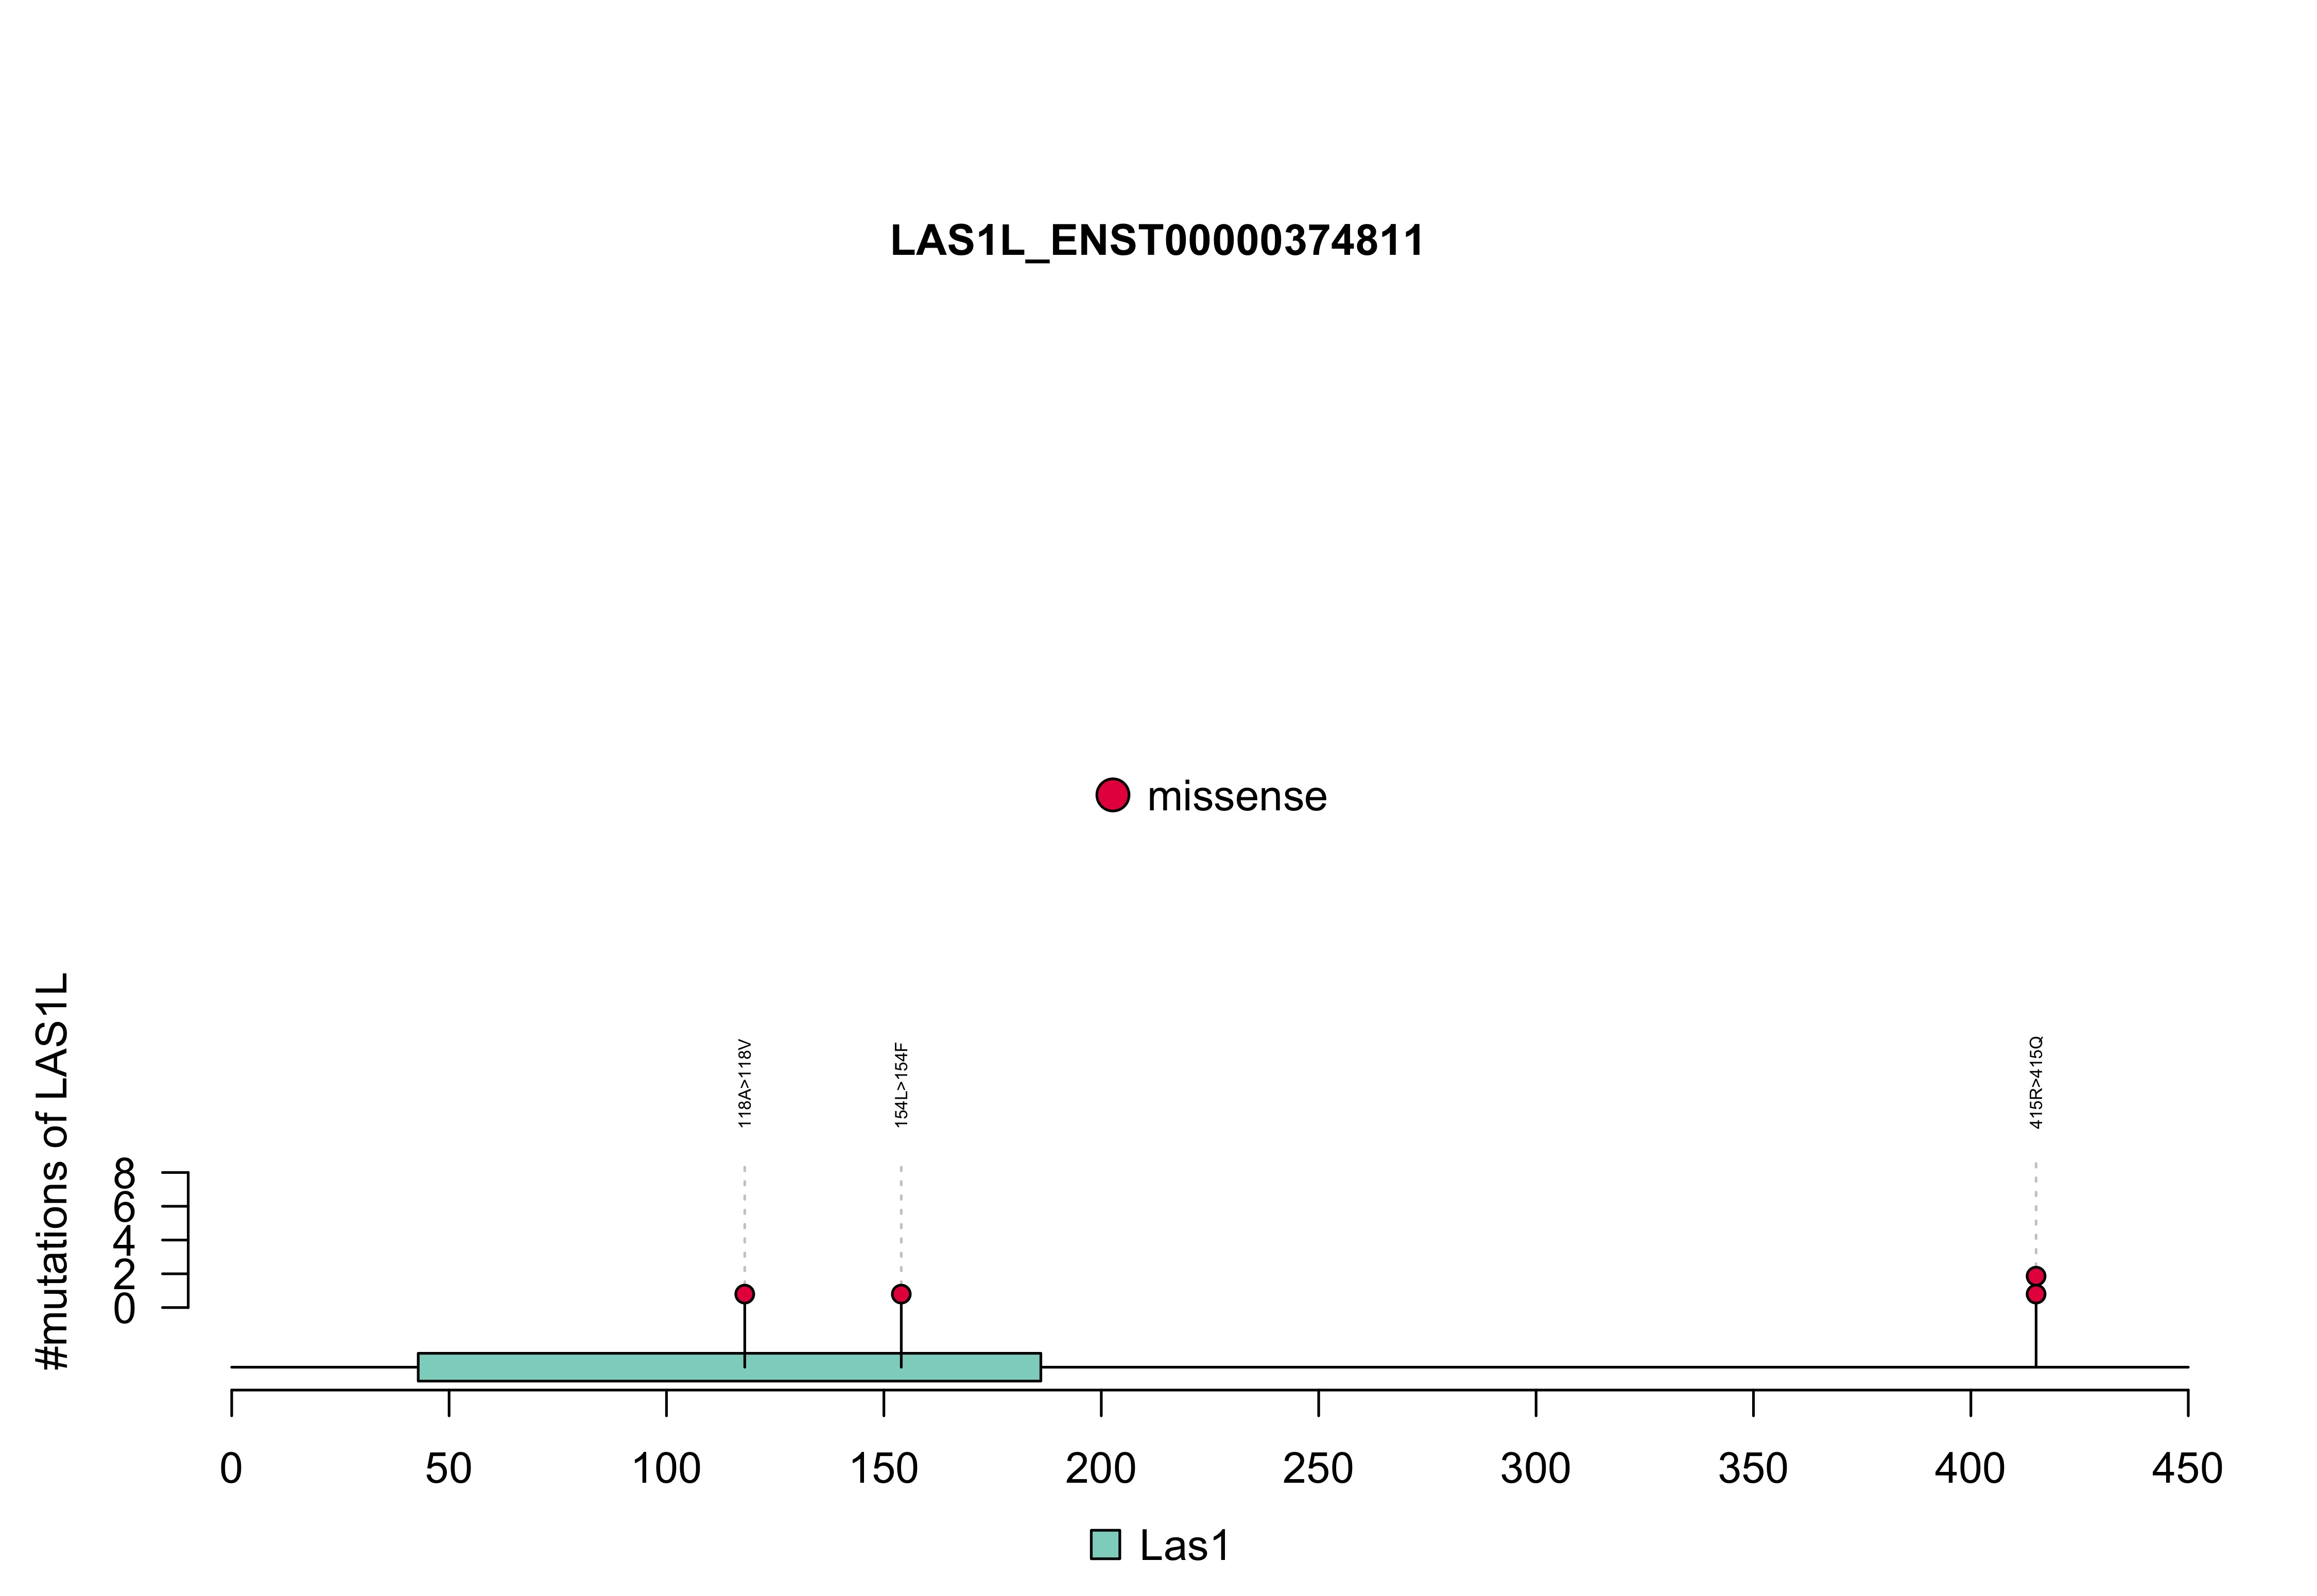 LAS1L_ENST00000374811
missense
#mutations of LAS1L
118A>118V
154L>154F
415R>415Q
8
6
4
2
0
0 50 100 150 200 250 300 350 400 450
Las1